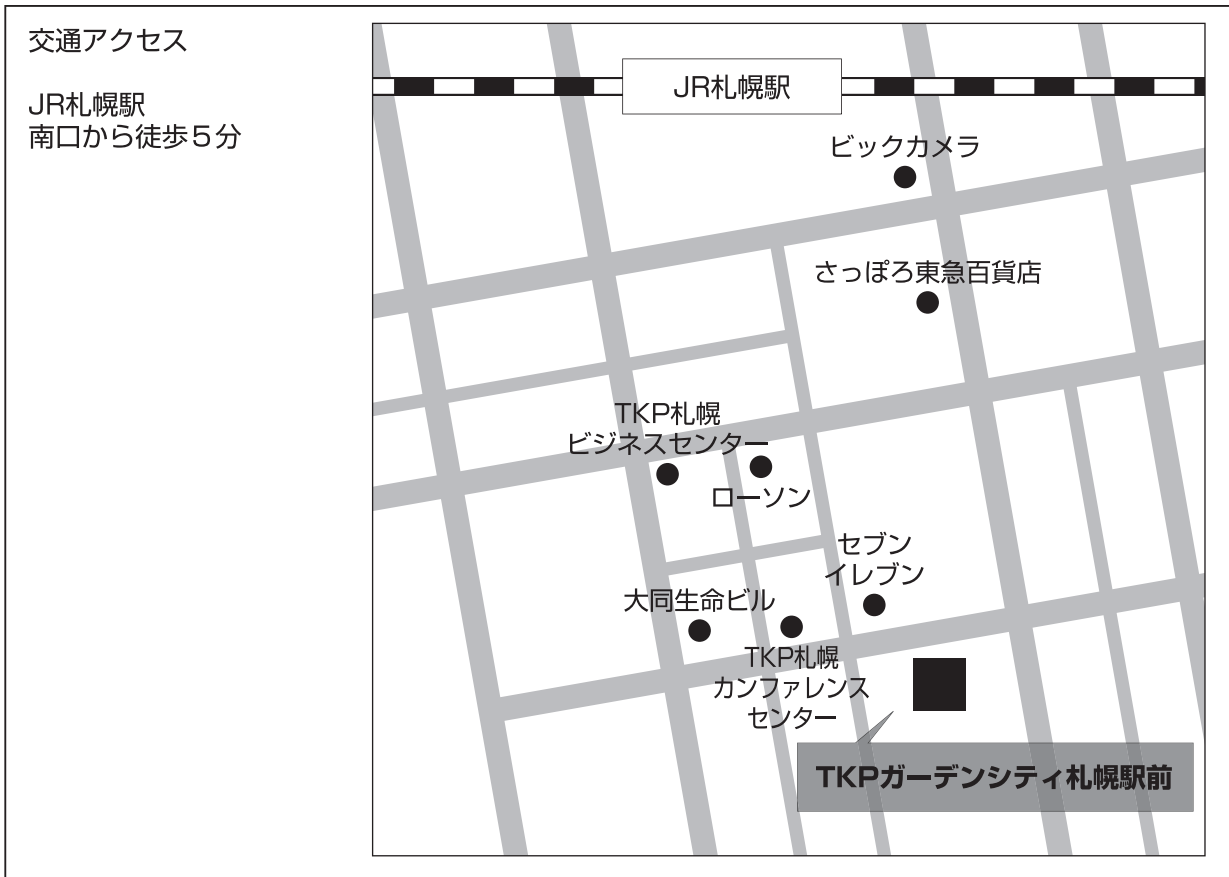 交通アクセス
JR札幌駅
南口から徒歩５分
JR札幌駅
ビックカメラ
さっぽろ東急百貨店
TKP札幌
ビジネスセンター
ローソン
セブン
イレブン
大同生命ビル
TKP札幌
カンファレンス
センター
TKPガーデンシティ札幌駅前